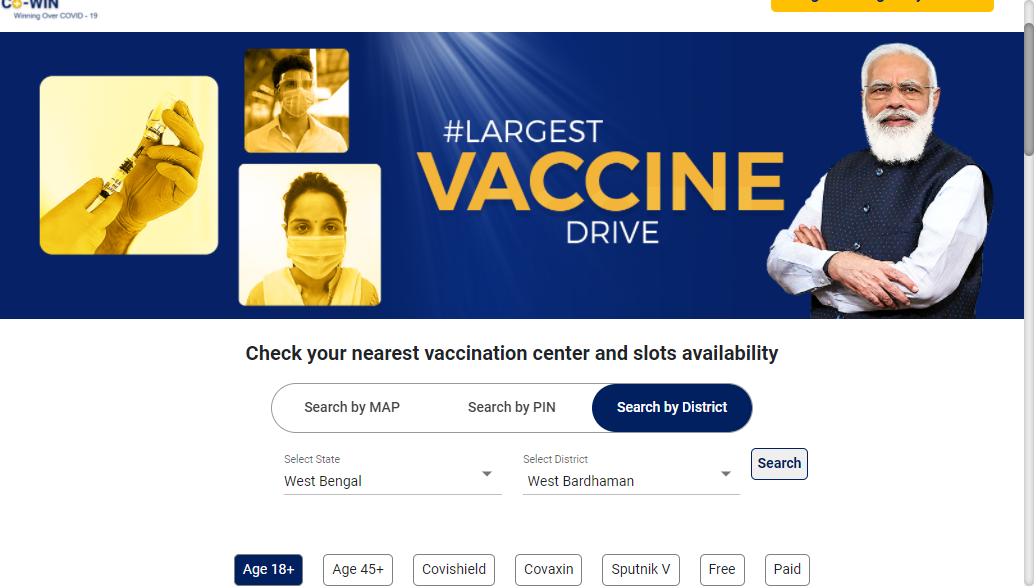 CO-WIN
Winning Over COVID - 19
#LARGEST
VACCINE
DRIVE
Check your nearest vaccination center and slots availability
Search by MAP Search by PIN Search by District
Select State Select District
West Bengal West Bardhaman Search
Age 18+ Age 45+ Covishield Covaxin Sputnik V Free Paid